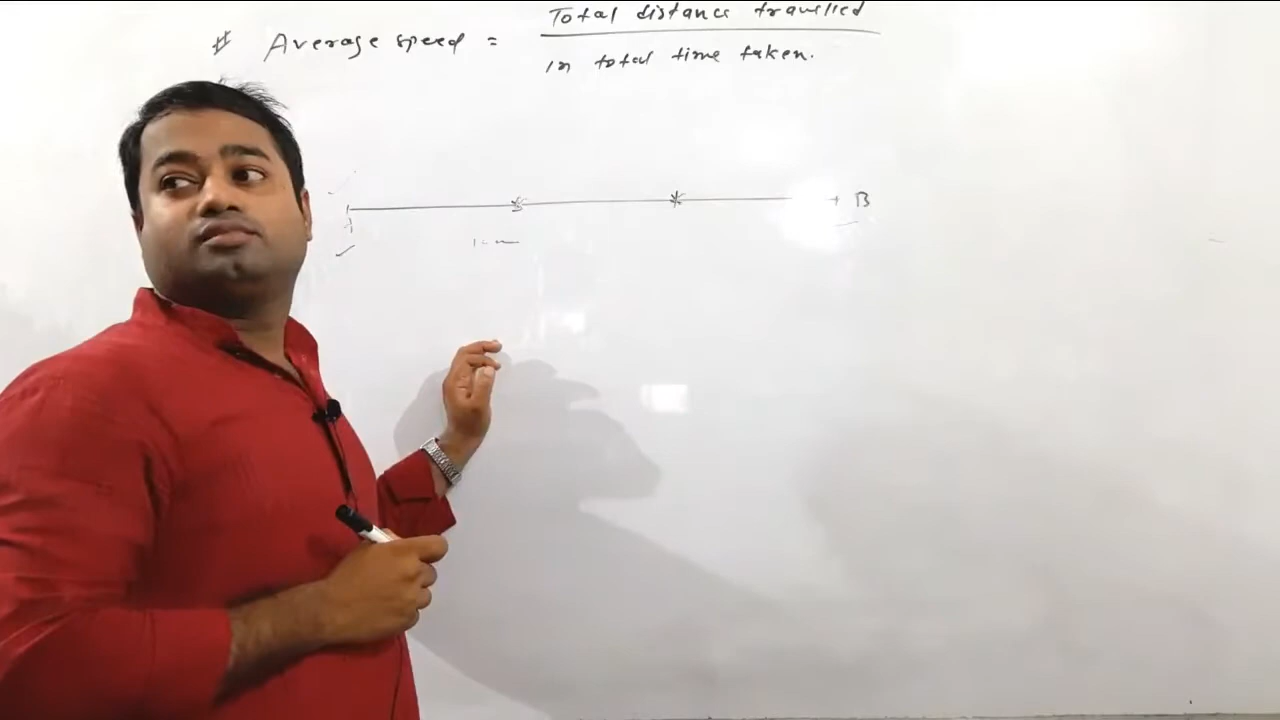 Total distance travelled
# Average speed =
in total time taken.
A
B